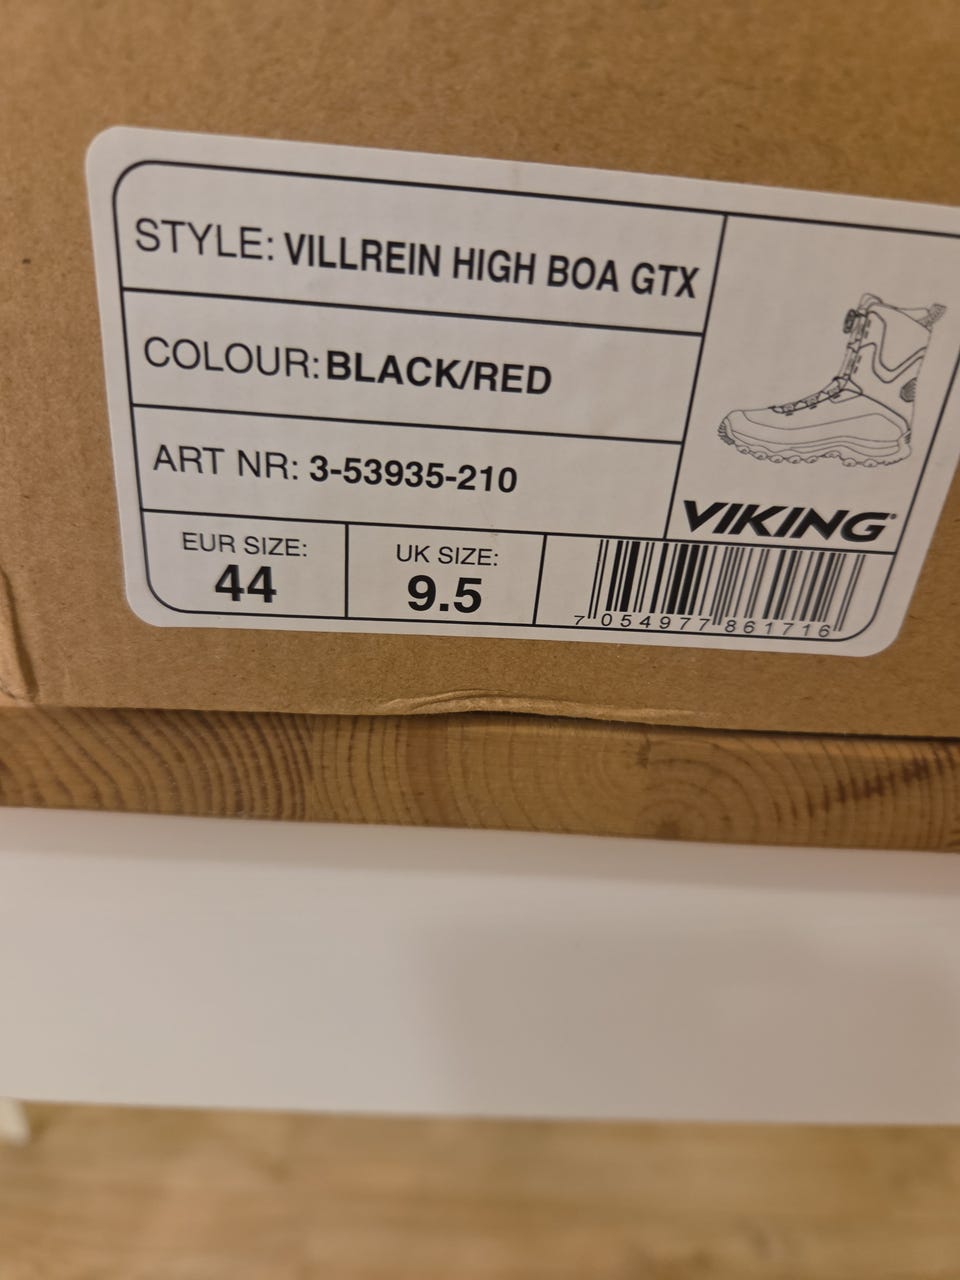 STYLE: VILLREIN HIGH BOA GTX
COLOUR: BLACK/RED
ART NR: 3-53935-210
VIKING®
EUR SIZE:
44
UK SIZE:
9.5
7 054977 861716